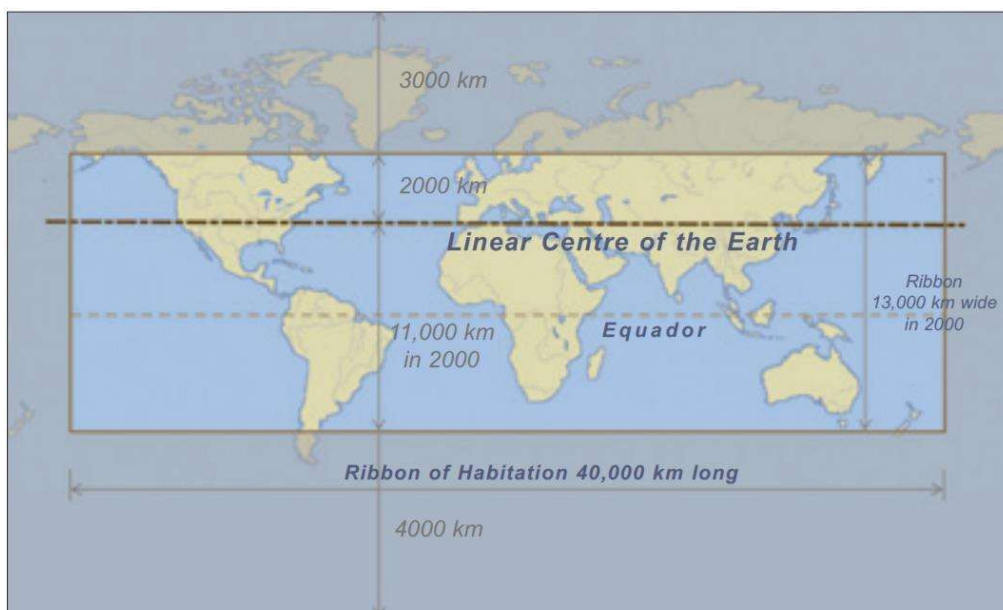 3000 km
2000 km
Linear Centre of the Earth
Ribbon
13,000 km wide
in 2000
11,000 km
in 2000
Equador
Ribbon of Habitation 40,000 km long
4000 km